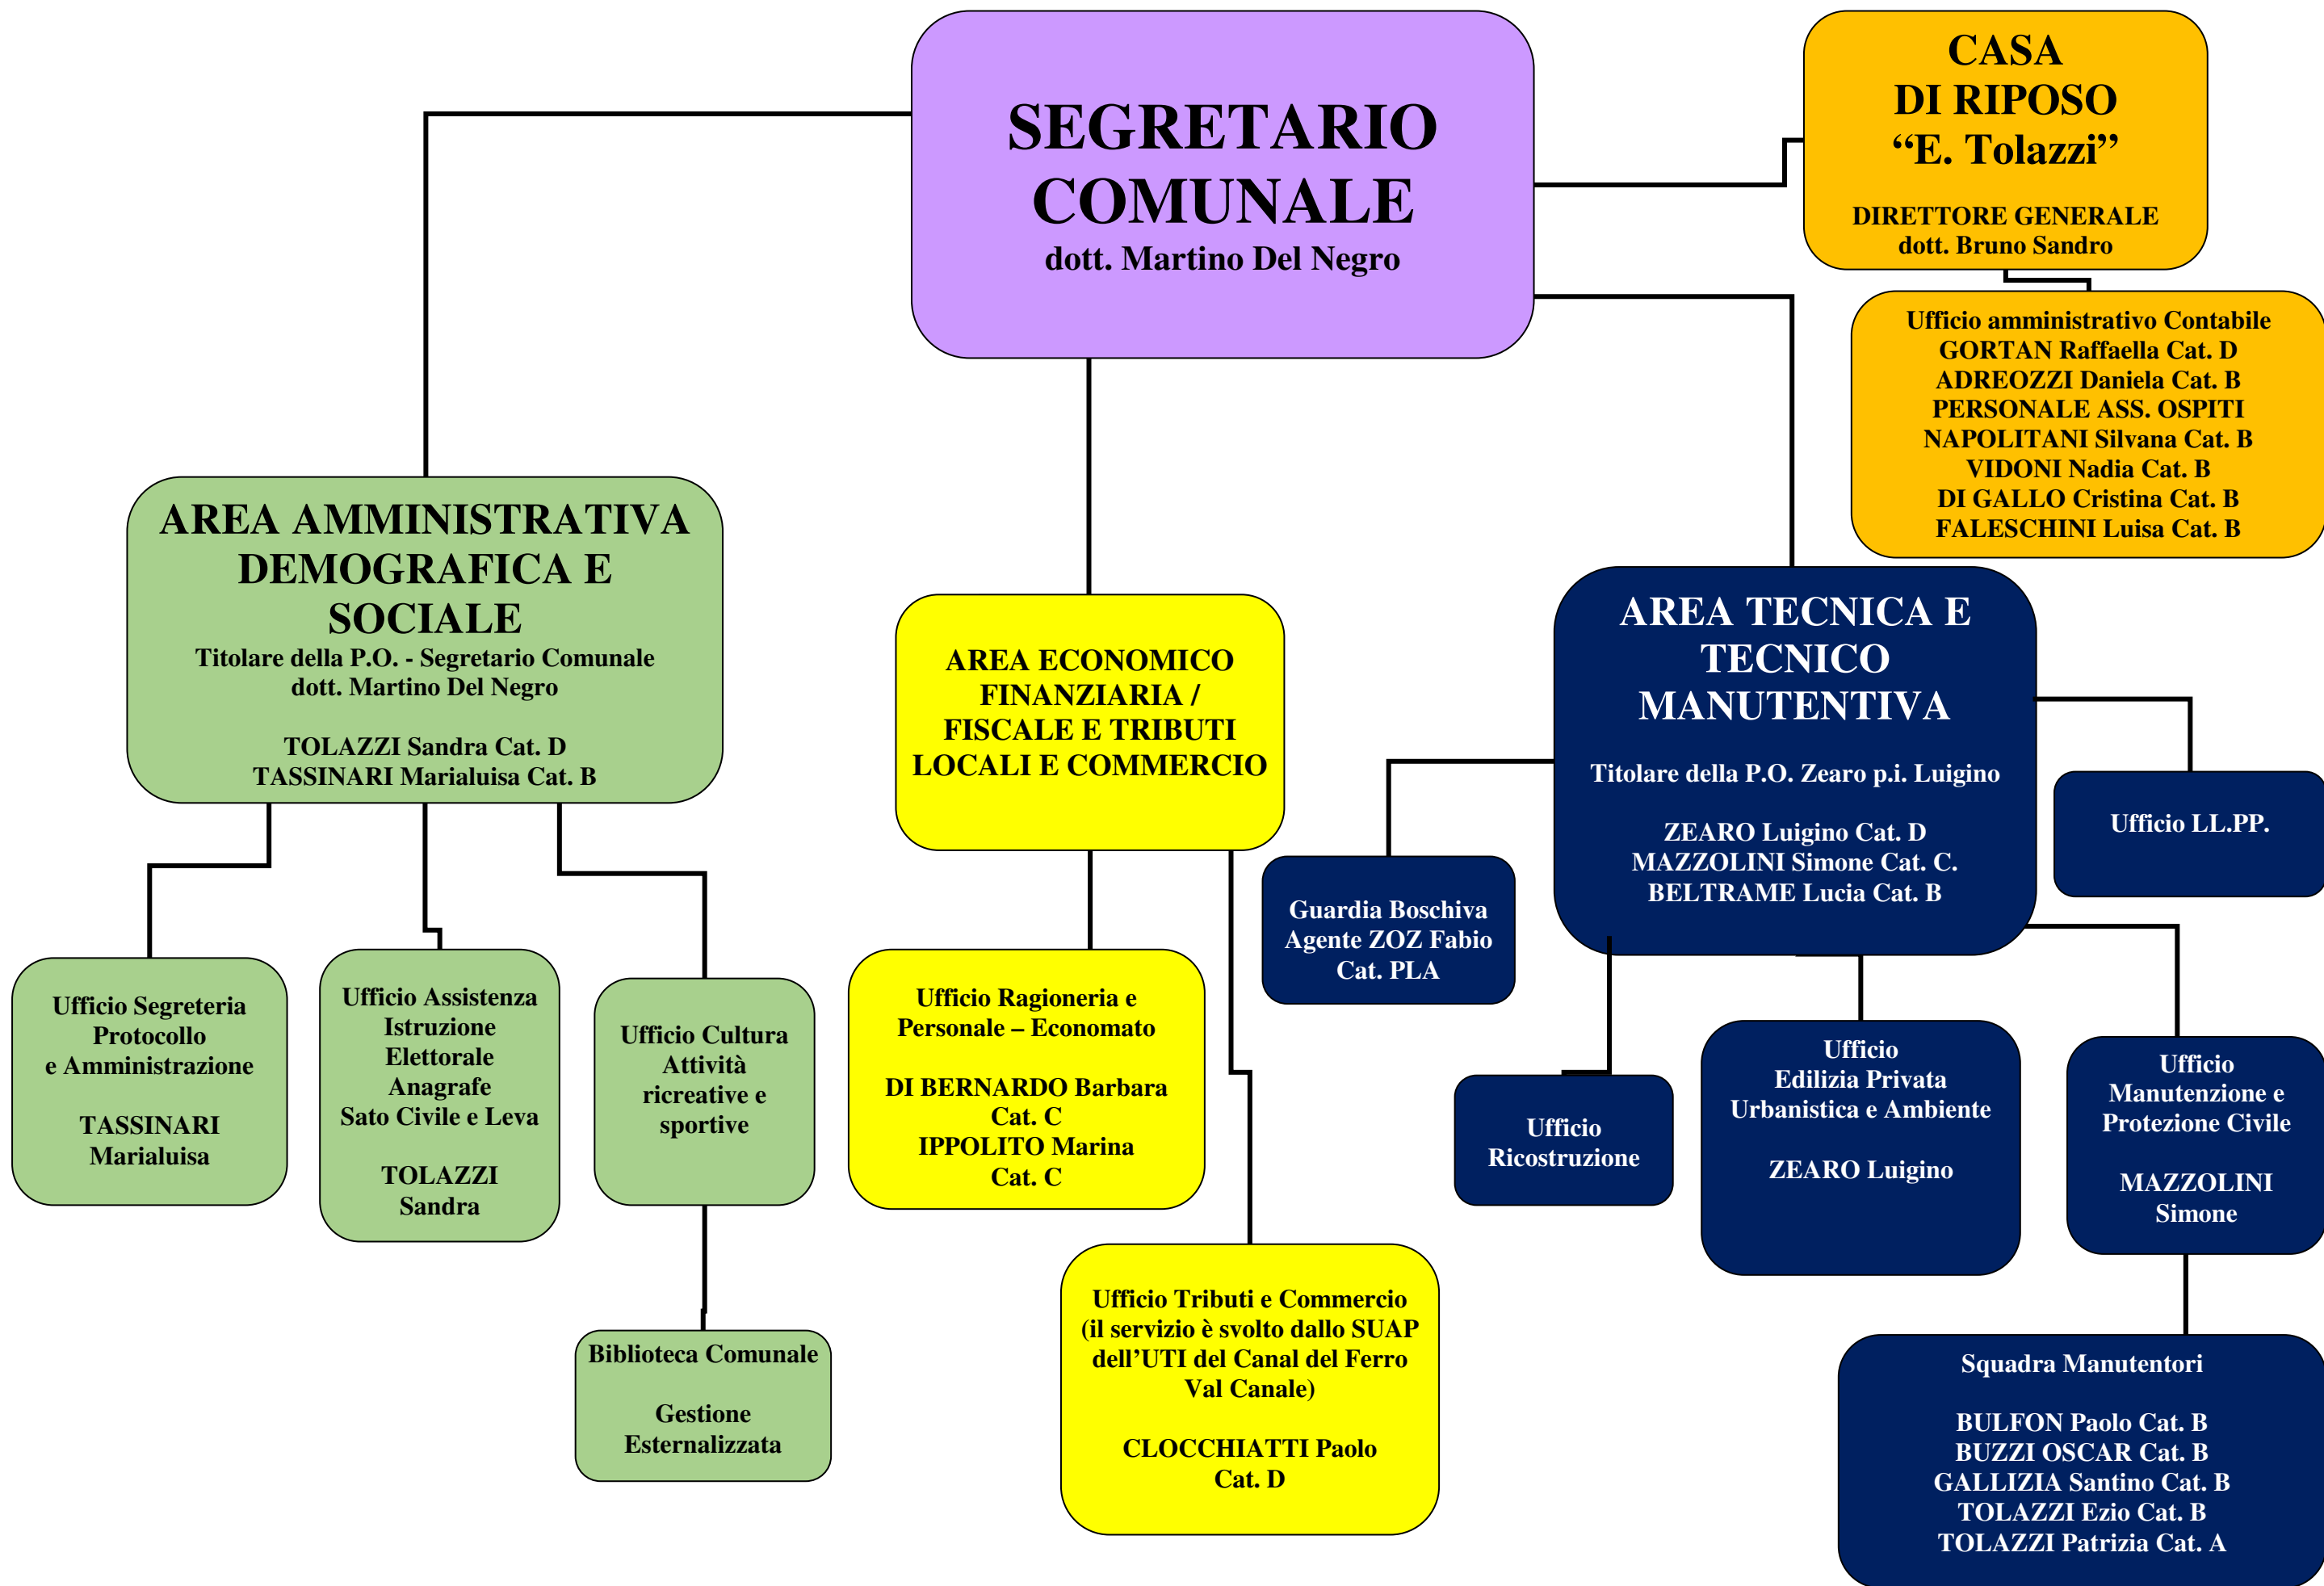 SEGRETARIO
COMUNALE
dott. Martino Del Negro
CASA
DI RIPOSO
“E. Tolazzi”
DIRETTORE GENERALE
dott. Bruno Sandro
Ufficio amministrativo Contabile
GORTAN Raffaella Cat. D
ADREOZZI Daniela Cat. B
PERSONALE ASS. OSPITI
NAPOLITANI Silvana Cat. B
VIDONI Nadia Cat. B
DI GALLO Cristina Cat. B
FALESCHINI Luisa Cat. B
AREA AMMINISTRATIVA
DEMOGRAFICA E
SOCIALE
Titolare della P.O. - Segretario Comunale
dott. Martino Del Negro
TOLAZZI Sandra Cat. D
TASSINARI Marialuisa Cat. B
AREA ECONOMICO
FINANZIARIA /
FISCALE E TRIBUTI
LOCALI E COMMERCIO
AREA TECNICA E
TECNICO
MANUTENTIVA
Titolare della P.O. Zearo p.i. Luigino
ZEARO Luigino Cat. D
MAZZOLINI Simone Cat. C.
BELTRAME Lucia Cat. B
Ufficio LL.PP.
Guardia Boschiva
Agente ZOZ Fabio
Cat. PLA
Ufficio Segreteria
Protocollo
e Amministrazione
TASSINARI
Marialuisa
Ufficio Assistenza
Istruzione
Elettorale
Anagrafe
Sato Civile e Leva
TOLAZZI
Sandra
Ufficio Cultura
Attività
ricreative e
sportive
Ufficio Ragioneria e
Personale – Economato
DI BERNARDO Barbara
Cat. C
IPPOLITO Marina
Cat. C
Ufficio
Ricostruzione
Ufficio
Edilizia Privata
Urbanistica e Ambiente
ZEARO Luigino
Ufficio
Manutenzione e
Protezione Civile
MAZZOLINI
Simone
Biblioteca Comunale
Gestione
Esternalizzata
Ufficio Tributi e Commercio
(il servizio è svolto dallo SUAP
dell’UTI del Canal del Ferro
Val Canale)
CLOCCHIATTI Paolo
Cat. D
Squadra Manutentori
BULFON Paolo Cat. B
BUZZI OSCAR Cat. B
GALLIZIA Santino Cat. B
TOLAZZI Ezio Cat. B
TOLAZZI Patrizia Cat. A